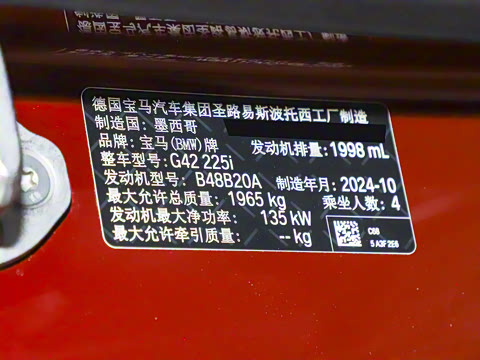 德国宝马汽车集团圣路易斯波托西工厂制造
制造国：墨西哥
品牌：宝马(BMW)牌 发动机排量：1998 mL
整车型号：G42 225i
发动机型号：B48B20A 制造年月：2024-10
最大允许总质量：1965 kg 乘坐人数：4
发动机最大净功率：135 kW
最大允许牵引质量：-- kg
C68
5 A3F 2E6